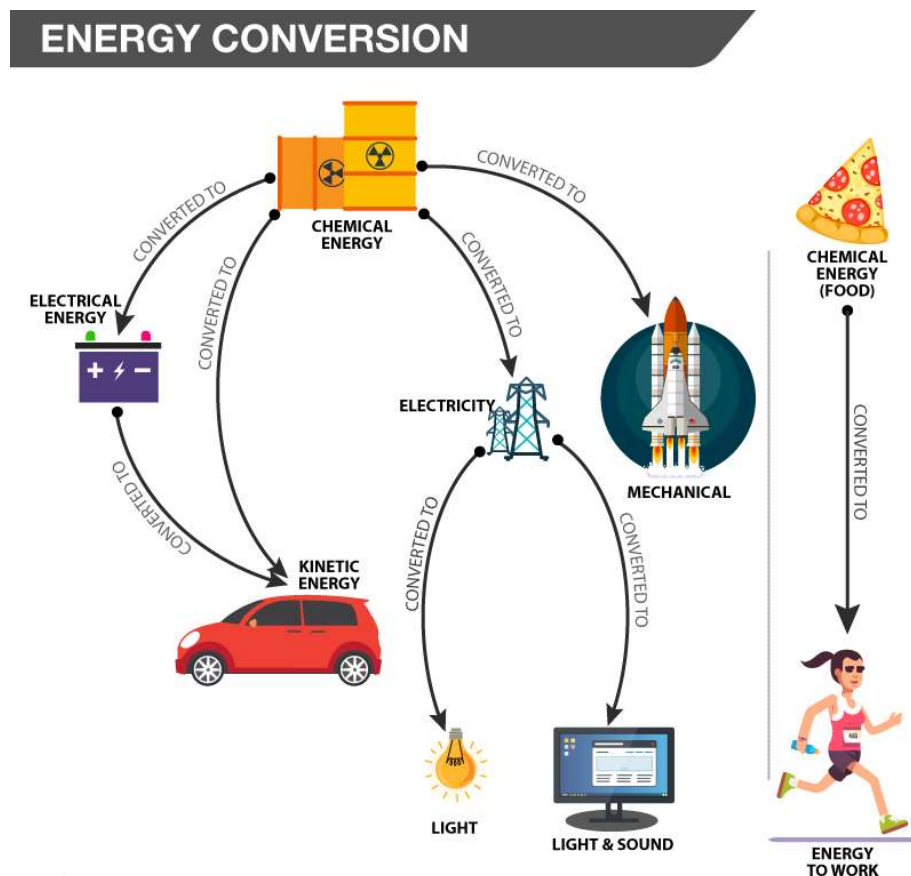 ENERGY CONVERSION
CHEMICAL
ENERGY
CONVERTED TO
CONVERTED TO
CONVERTED TO
CONVERTED TO
ELECTRICAL
ENERGY
+ -
CONVERTED TO
KINETIC
ENERGY
ELECTRICITY
MECHANICAL
CONVERTED TO
CONVERTED TO
LIGHT
LIGHT & SOUND
CHEMICAL
ENERGY
(FOOD)
CONVERTED TO
ENERGY
TO WORK